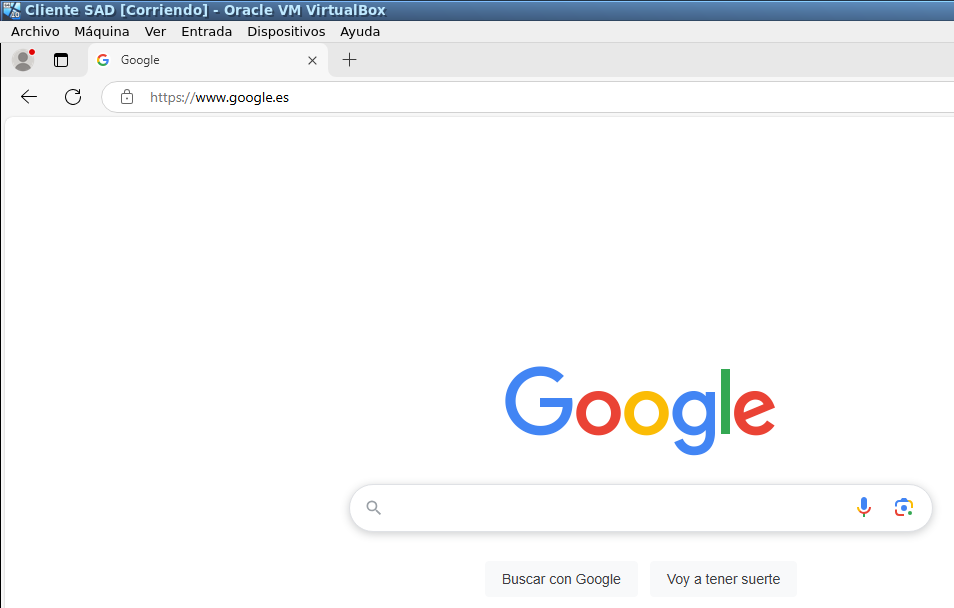 Cliente SAD [Corriendo] - Oracle VM VirtualBox
Archivo Máquina Ver Entrada Dispositivos Ayuda
Google
https://www.google.es
Google
Buscar con Google Voy a tener suerte